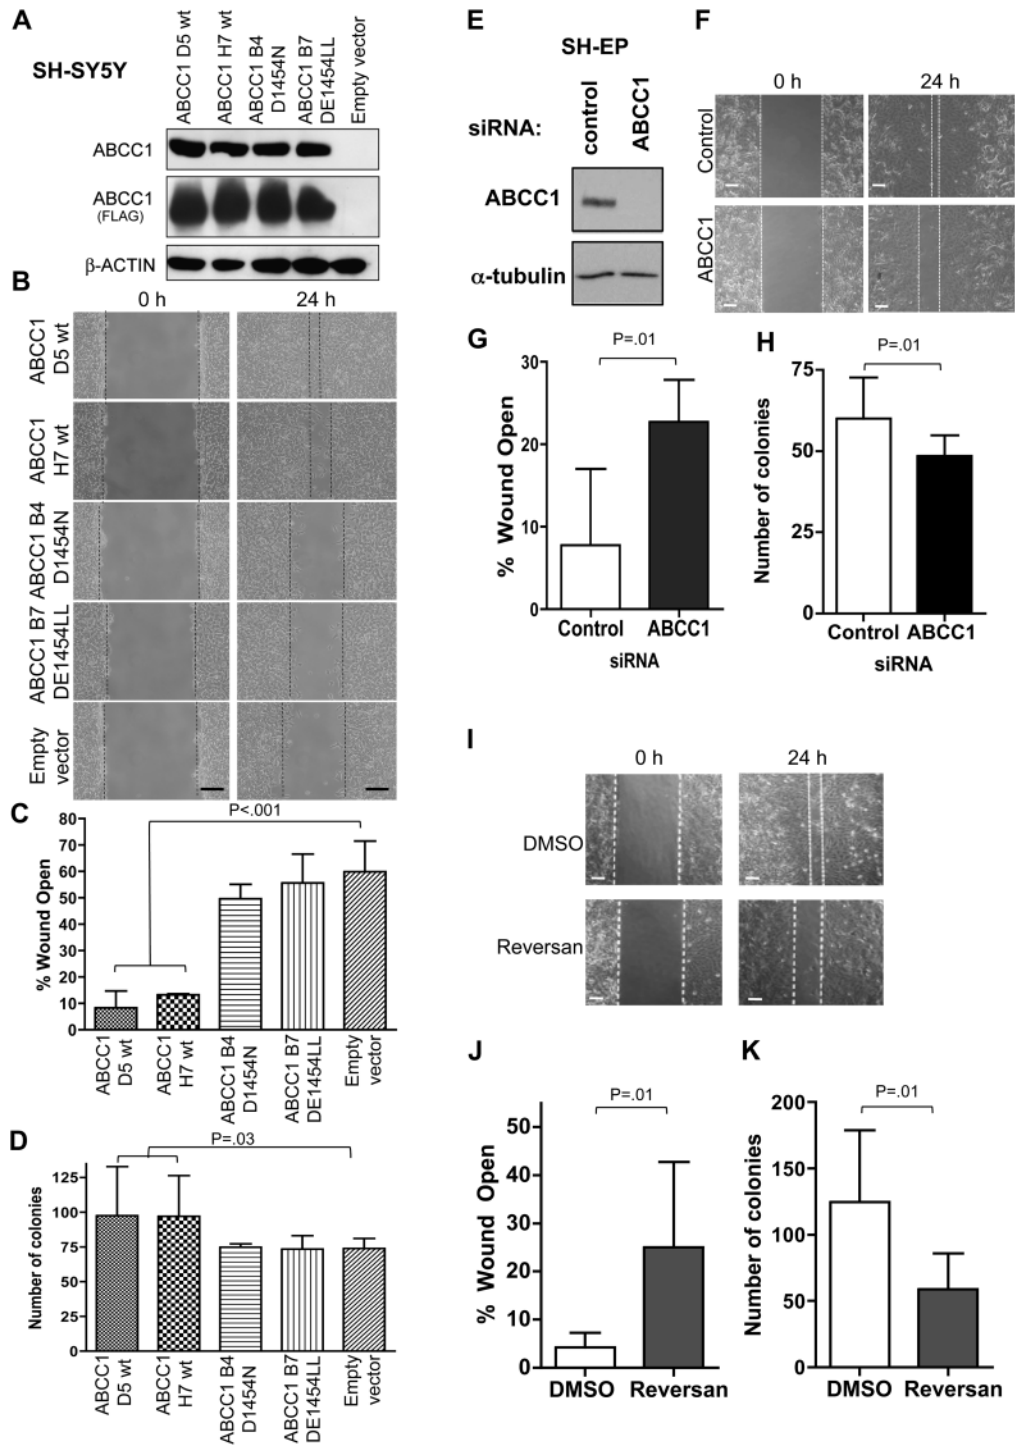 A
SH-SY5Y
ABCC1 D5 wt
ABCC1 H7 wt
ABCC1 B4
D1454N
ABCC1 B7
DE1454LL
Empty vector
ABCC1
ABCC1
(FLAG)
β-ACTIN
B
0 h
24 h
ABCC1
D5 wt
ABCC1
H7 wt
ABCC1 B4
D1454N
ABCC1 B7
DE1454LL
Empty
vector
C
P<.001
% Wound Open
80
70
60
50
40
30
20
10
0
ABCC1
D5 wt
ABCC1
H7 wt
ABCC1 B4
D1454N
ABCC1 B7
DE1454LL
Empty
vector
D
P=.03
Number of colonies
125
100
75
50
25
0
ABCC1
D5 wt
ABCC1
H7 wt
ABCC1 B4
D1454N
ABCC1 B7
DE1454LL
Empty
vector
E
SH-EP
siRNA:
control
ABCC1
ABCC1
α-tubulin
F
0 h
24 h
Control
ABCC1
G
P=.01
% Wound Open
30
20
10
0
Control
ABCC1
siRNA
H
P=.01
Number of colonies
75
50
25
0
Control
ABCC1
siRNA
I
0 h
24 h
DMSO
Reversan
J
P=.01
% Wound Open
50
40
30
20
10
0
DMSO
Reversan
K
P=.01
Number of colonies
200
150
100
50
0
DMSO
Reversan